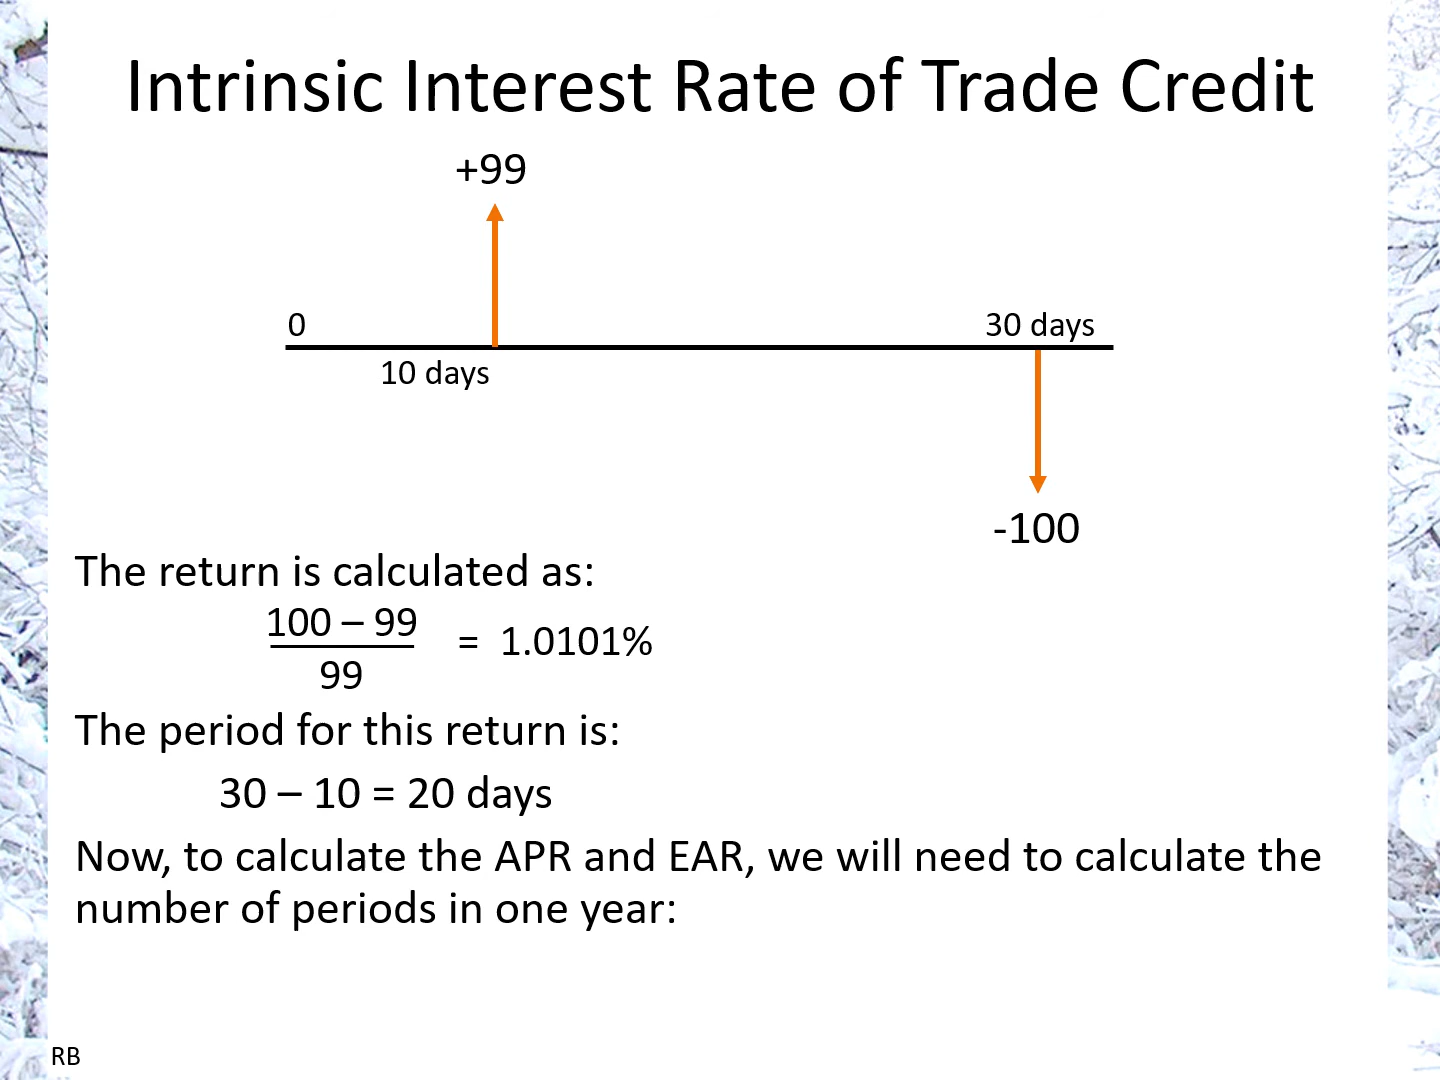 Intrinsic Interest Rate of Trade Credit
+99
0
30 days
10 days
-100
The return is calculated as:
100 – 99
= 1.0101%
99
The period for this return is:
30 – 10 = 20 days
Now, to calculate the APR and EAR, we will need to calculate the
number of periods in one year:
RB